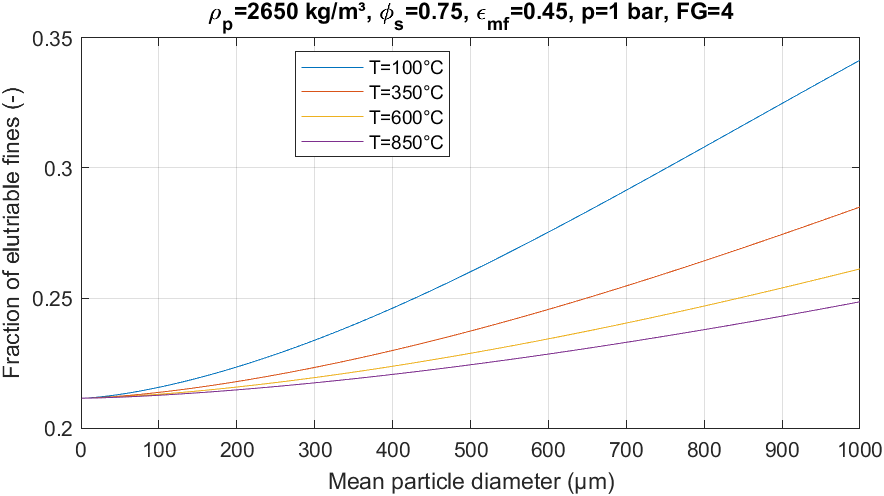 ρp=2650 kg/m³, ϕs=0.75, ϵmf=0.45, p=1 bar, FG=4
0.35
0.3
0.25
0.2
Fraction of elutriable fines (-)
T=100°C
T=350°C
T=600°C
T=850°C
0 100 200 300 400 500 600 700 800 900 1000
Mean particle diameter (μm)